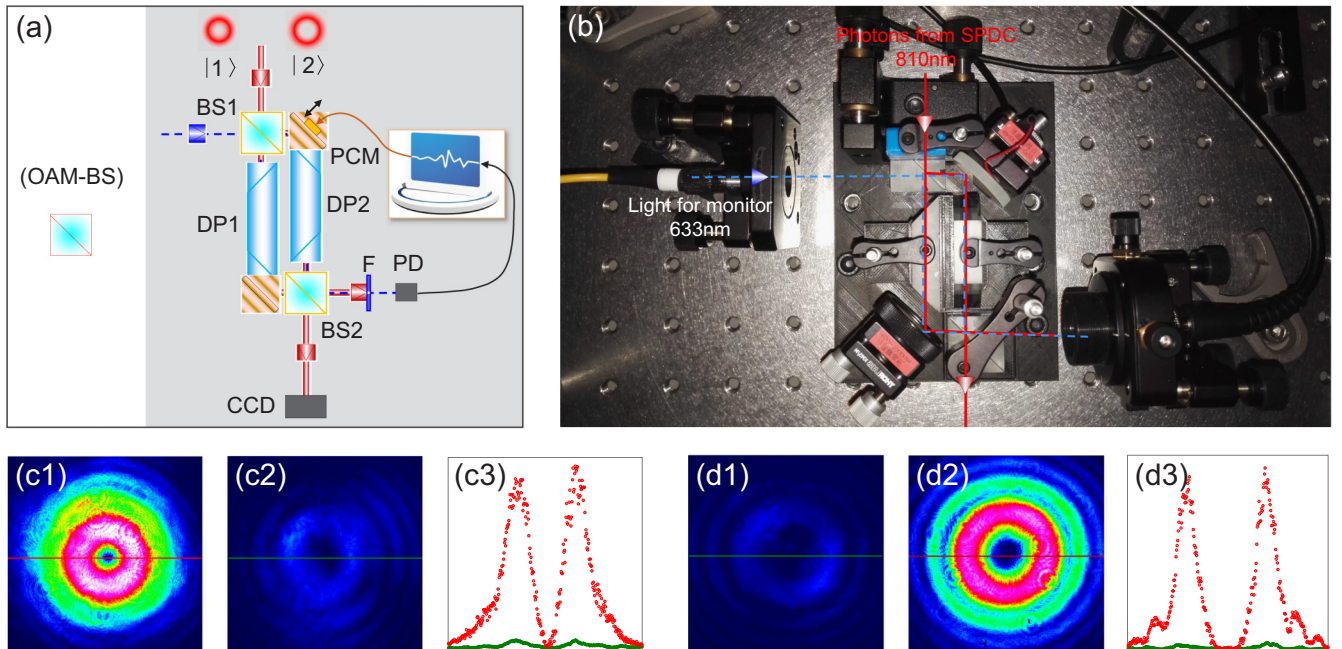 (a)
|1⟩
|2⟩
BS1
PCM
(OAM-BS)
DP1
DP2
F
PD
BS2
CCD
(b)
Photons from SPDC
810nm
Light for monitor
633nm
(c1)
(c2)
(c3)
(d1)
(d2)
(d3)